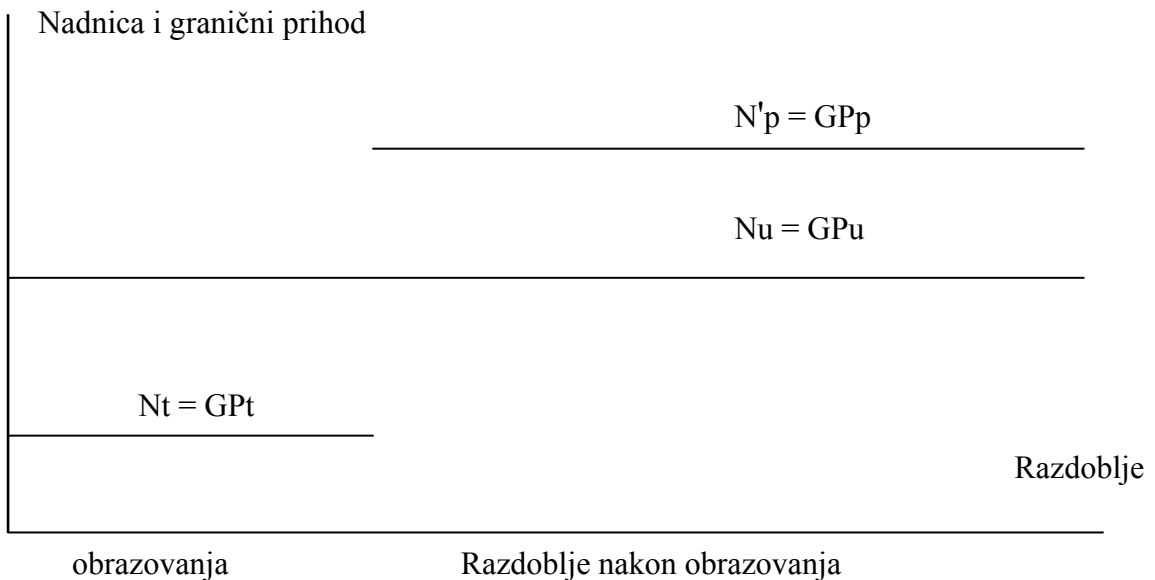 Nadnica i granični prihod
N'p = GPp
Nu = GPu
Nt = GPt
Razdoblje
obrazovanja
Razdoblje nakon obrazovanja